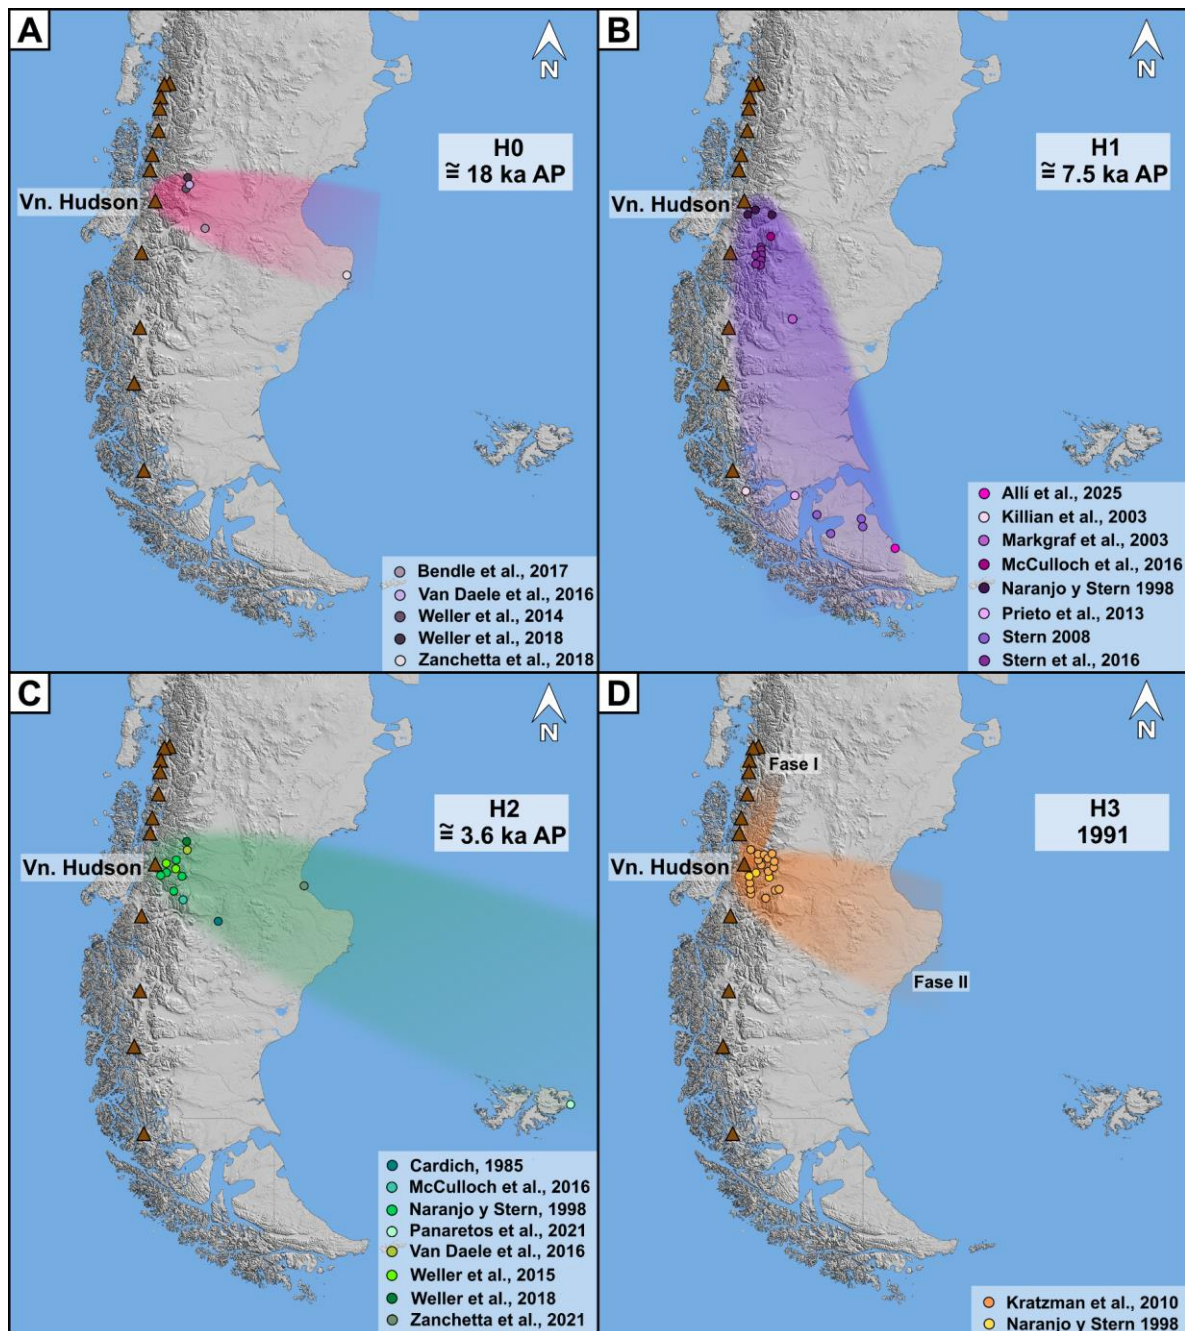 A
N
H0
≅ 18 ka AP
Vn. Hudson
Bendle et al., 2017
Van Daele et al., 2016
Weller et al., 2014
Weller et al., 2018
Zanchetta et al., 2018
B
N
H1
≅ 7.5 ka AP
Vn. Hudson
Allí et al., 2025
Killian et al., 2003
Markgraf et al., 2003
McCulloch et al., 2016
Naranjo y Stern 1998
Prieto et al., 2013
Stern 2008
Stern et al., 2016
C
N
H2
≅ 3.6 ka AP
Vn. Hudson
Cardich, 1985
McCulloch et al., 2016
Naranjo y Stern, 1998
Panaretos et al., 2021
Van Daele et al., 2016
Weller et al., 2015
Weller et al., 2018
Zanchetta et al., 2021
D
N
Fase I
H3
1991
Vn. Hudson
Fase II
Kratzman et al., 2010
Naranjo y Stern 1998